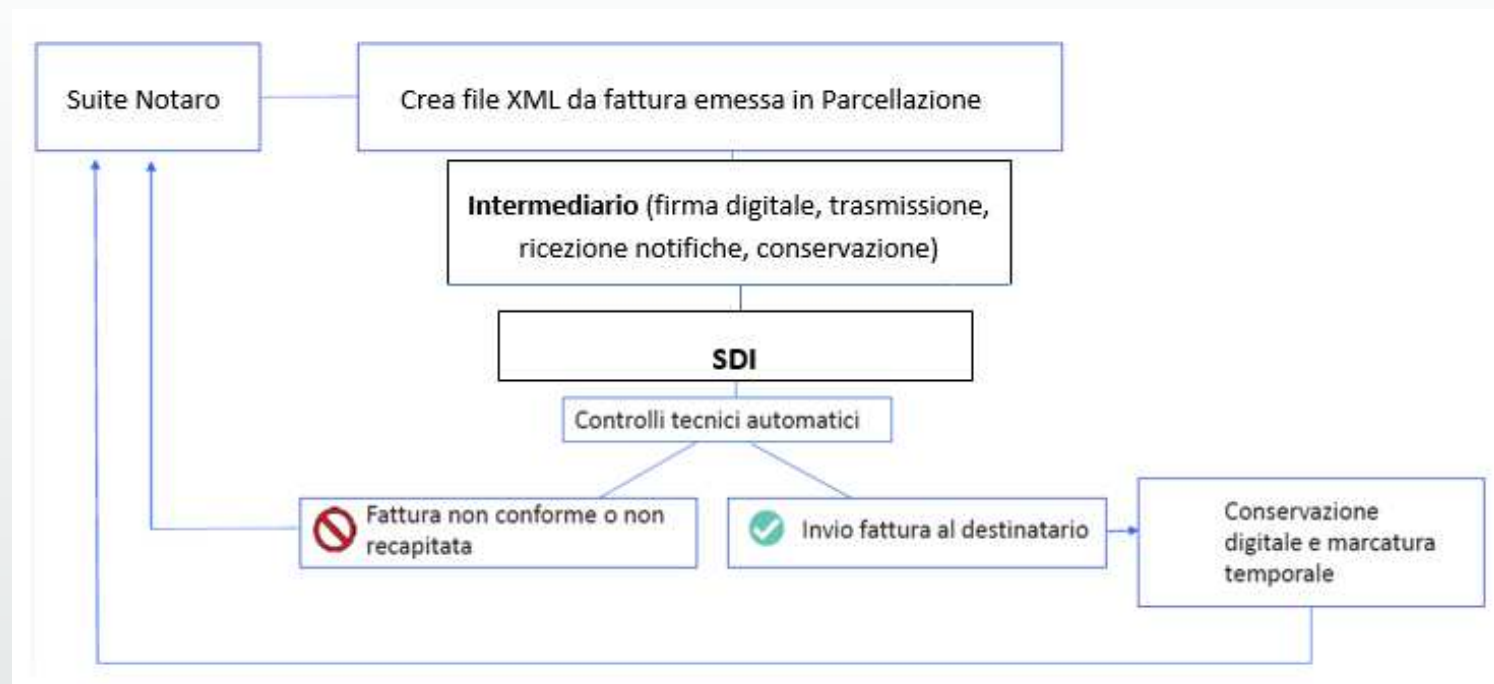 Suite Notaro
Crea file XML da fattura emessa in Parcellazione
Intermediario (firma digitale, trasmissione,
ricezione notifiche, conservazione)
SDI
Controlli tecnici automatici
Fattura non conforme o non
recapitata
Invio fattura al destinatario
Conservazione
digitale e marcatura
temporale